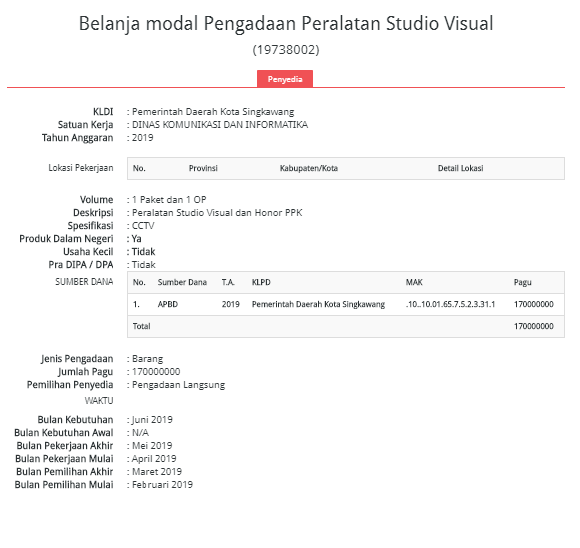 Belanja modal Pengadaan Peralatan Studio Visual
(19738002)
Penyedia
KLDI : Pemerintah Daerah Kota Singkawang
Satuan Kerja : DINAS KOMUNIKASI DAN INFORMATIKA
Tahun Anggaran : 2019
Lokasi Pekerjaan No. Provinsi Kabupaten/Kota Detail Lokasi
Volume : 1 Paket dan 1 OP
Deskripsi : Peralatan Studio Visual dan Honor PPK
Spesifikasi : CCTV
Produk Dalam Negeri : Ya
Usaha Kecil : Tidak
Pra DIPA / DPA : Tidak
SUMBER DANA No. Sumber Dana T.A. KLPD MAK Pagu
1. APBD 2019 Pemerintah Daerah Kota Singkawang .10..10.01.65.7.5.2.3.31.1 170000000
Total 170000000
Jenis Pengadaan : Barang
Jumlah Pagu : 170000000
Pemilihan Penyedia : Pengadaan Langsung
WAKTU
Bulan Kebutuhan : Juni 2019
Bulan Kebutuhan Awal : N/A
Bulan Pekerjaan Akhir : Mei 2019
Bulan Pekerjaan Mulai : April 2019
Bulan Pemilihan Akhir : Maret 2019
Bulan Pemilihan Mulai : Februari 2019